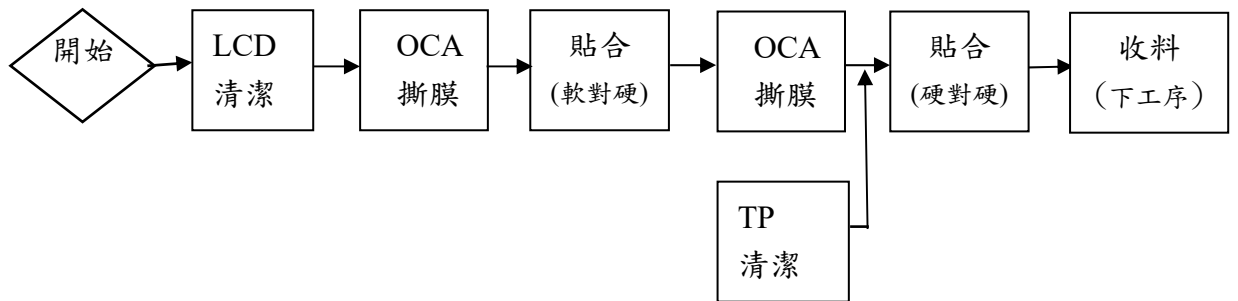 開始
LCD
清潔
OCA
撕膜
貼合
(軟對硬)
OCA
撕膜
貼合
(硬對硬)
收料
（下工序）
TP
清潔